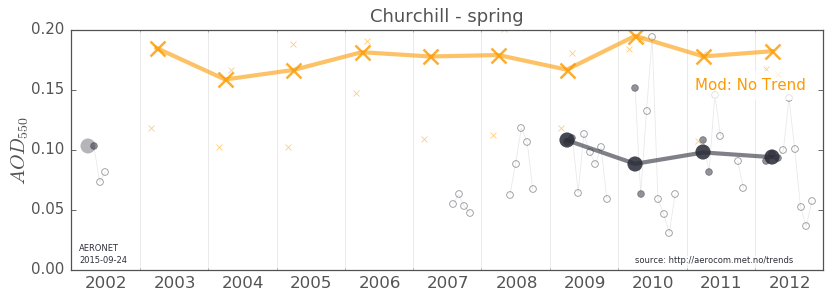 Churchill - spring
0.20
0.15
0.10
0.05
0.00
AOD550
Mod: No Trend
AERONET
2015-09-24
source: http://aerocom.met.no/trends
2002 2003 2004 2005 2006 2007 2008 2009 2010 2011 2012